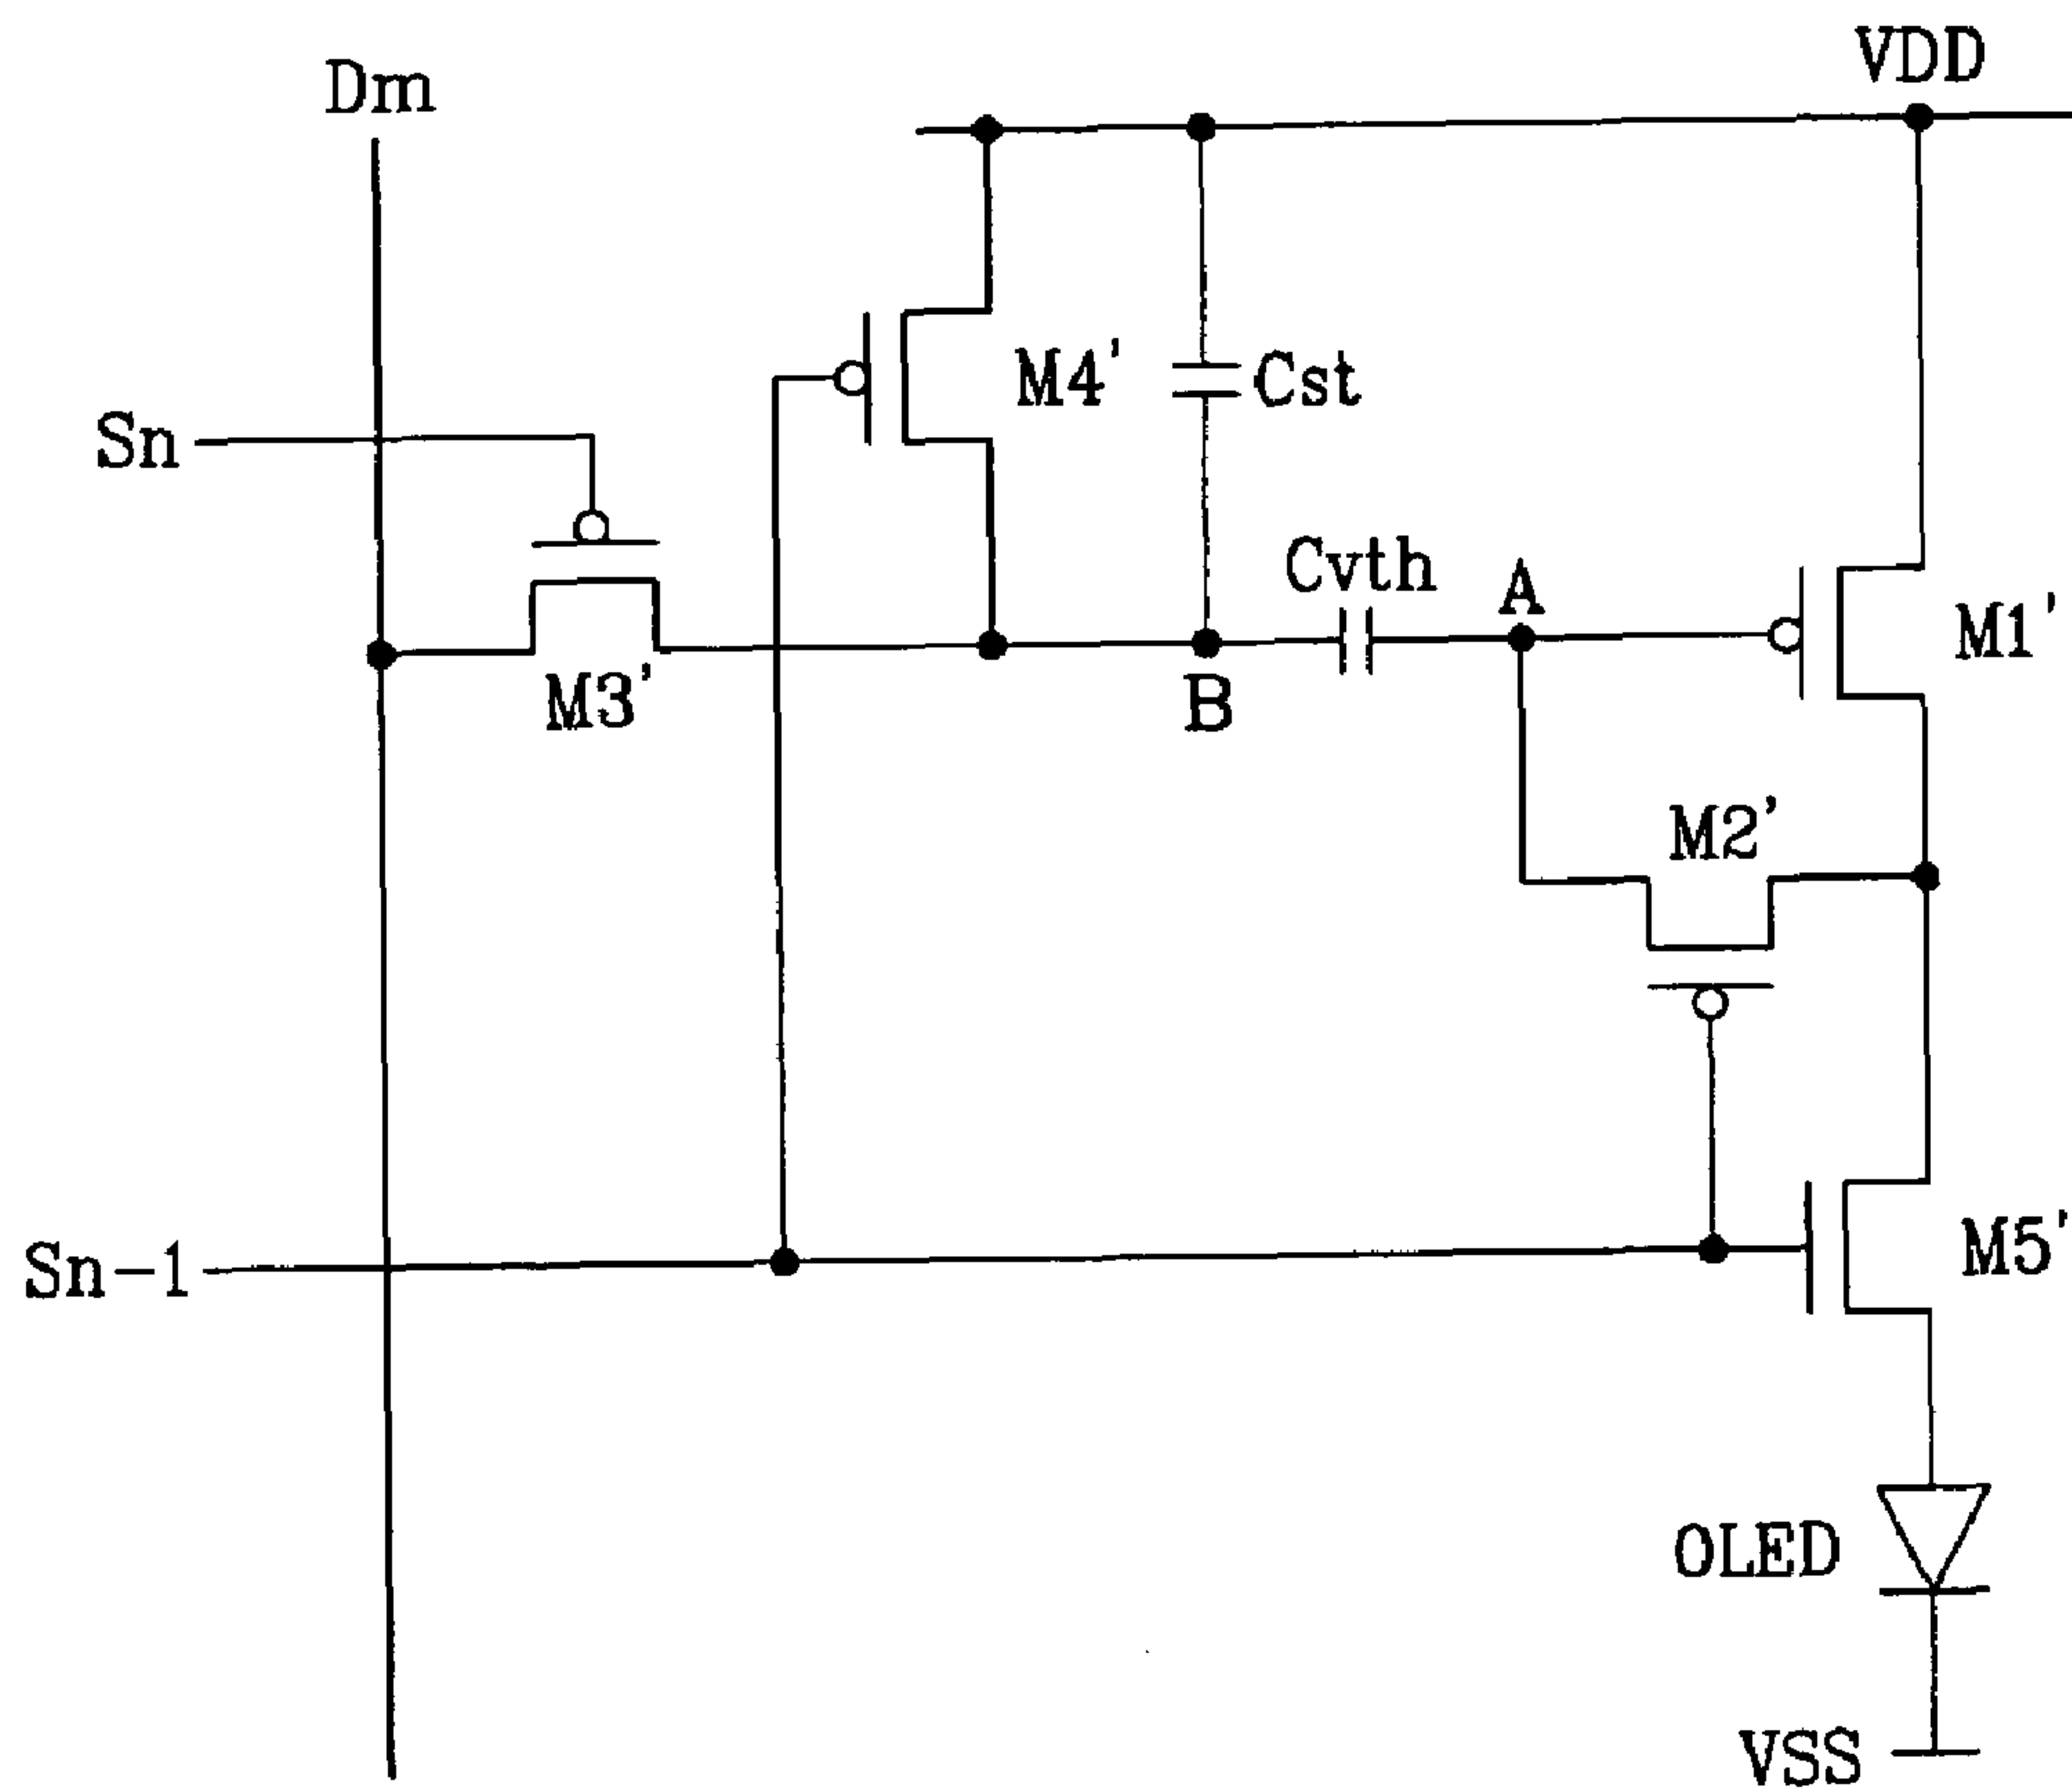 VDD
Dm
M4'
Cst
Sn
Cvth
A
M1'
M3'
B
M2'
Sn-1
M5'
OLED
VSS